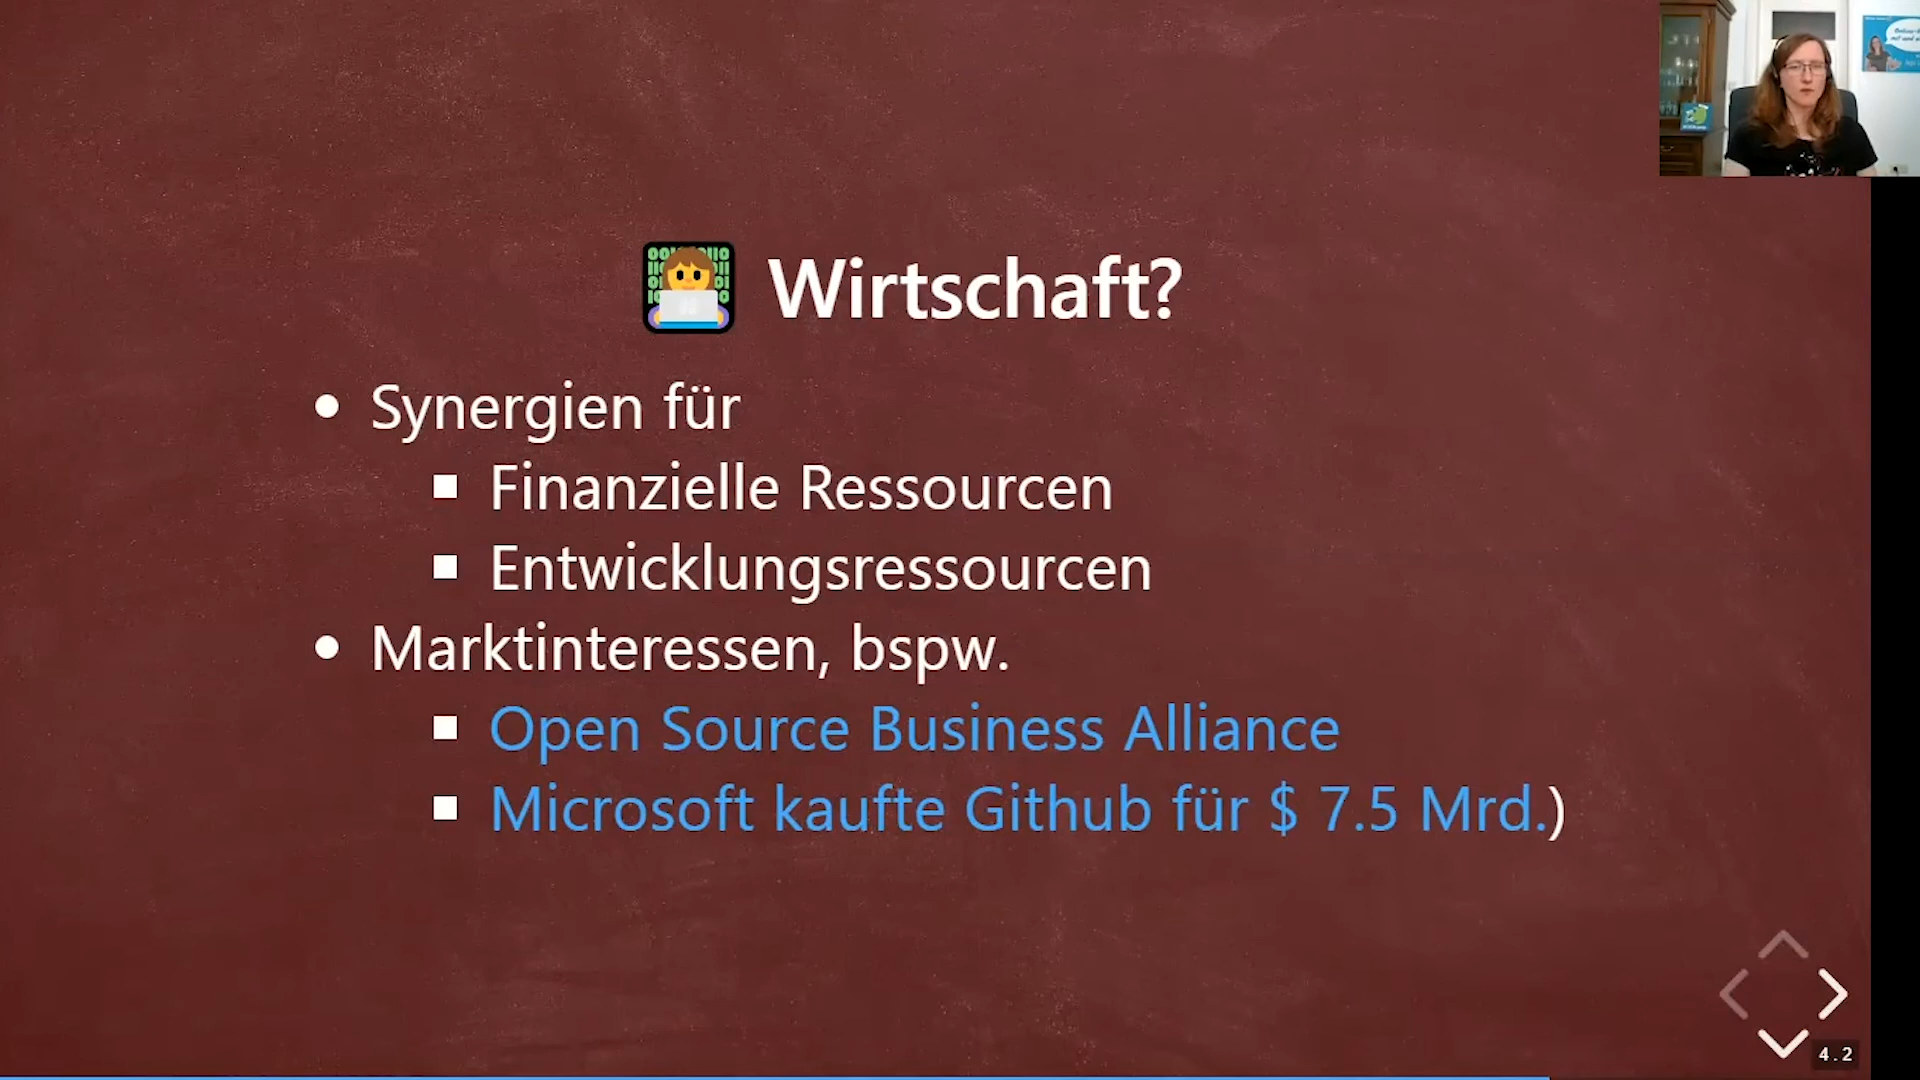 Wirtschaft?
Synergien für
Finanzielle Ressourcen
Entwicklungsressourcen
Marktinteressen, bspw.
Open Source Business Alliance
Microsoft kaufte Github für $ 7.5 Mrd.)
4.2